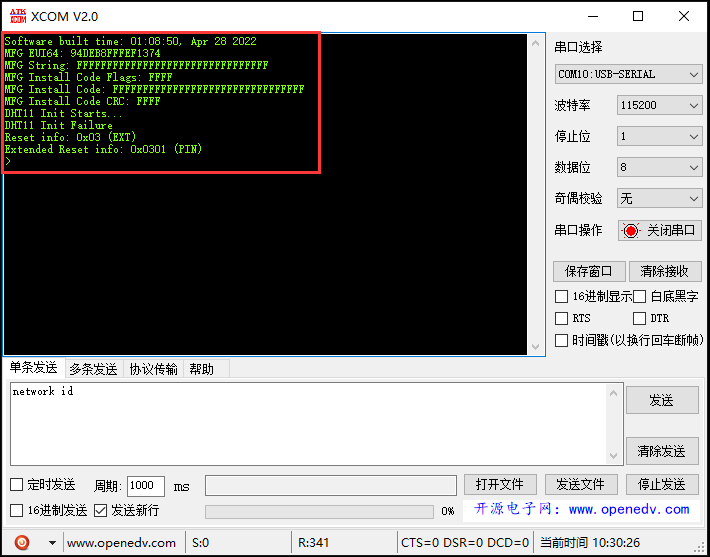 ATK XCOM
XCOM V2.0
Software built time: 01:08:50, Apr 28 2022
MFG EUI64: 94DEB8FFFEF1374
MFG String: FFFFFFFFFFFFFFFFFFFFFFFFFFFFFFFF
MFG Install Code Flags: FFFF
MFG Install Code: FFFFFFFFFFFFFFFFFFFFFFFFFFFFFFFF
MFG Install Code CRC: FFFF
DHT11 Init Starts...
DHT11 Init Failure
Reset info: 0x03 (EXT)
Extended Reset info: 0x0301 (PIN)
>
串口选择
COM10:USB-SERIAL
波特率 115200
停止位 1
数据位 8
奇偶校验 无
串口操作 关闭串口
保存窗口 清除接收
16进制显示 白底黑字
RTS DTR
时间戳(以换行回车断帧)
单条发送 多条发送 协议传输 帮助
network id
发送
清除发送
定时发送 周期: 1000 ms 打开文件 发送文件 停止发送
16进制发送 发送新行 0% 开源电子网: www.openedv.com
www.openedv.com S:0 R:341 CTS=0 DSR=0 DCD=0 当前时间 10:30:26